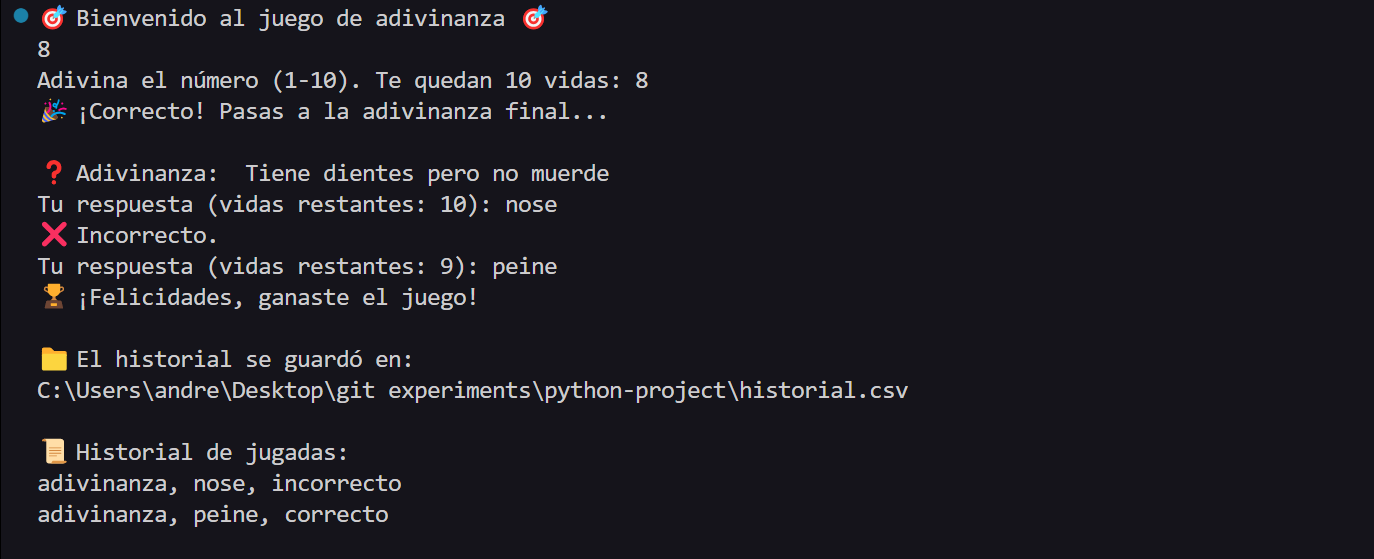 🎯 Bienvenido al juego de adivinanza 🎯
8
Adivina el número (1-10). Te quedan 10 vidas: 8
🎉 ¡Correcto! Pasas a la adivinanza final...

❓ Adivinanza:  Tiene dientes pero no muerde
Tu respuesta (vidas restantes: 10): nose
❌ Incorrecto.
Tu respuesta (vidas restantes: 9): peine
🏆 ¡Felicidades, ganaste el juego!

📁 El historial se guardó en:
C:\Users\andre\Desktop\git experiments\python-project\historial.csv

📜 Historial de jugadas:
adivinanza, nose, incorrecto
adivinanza, peine, correcto